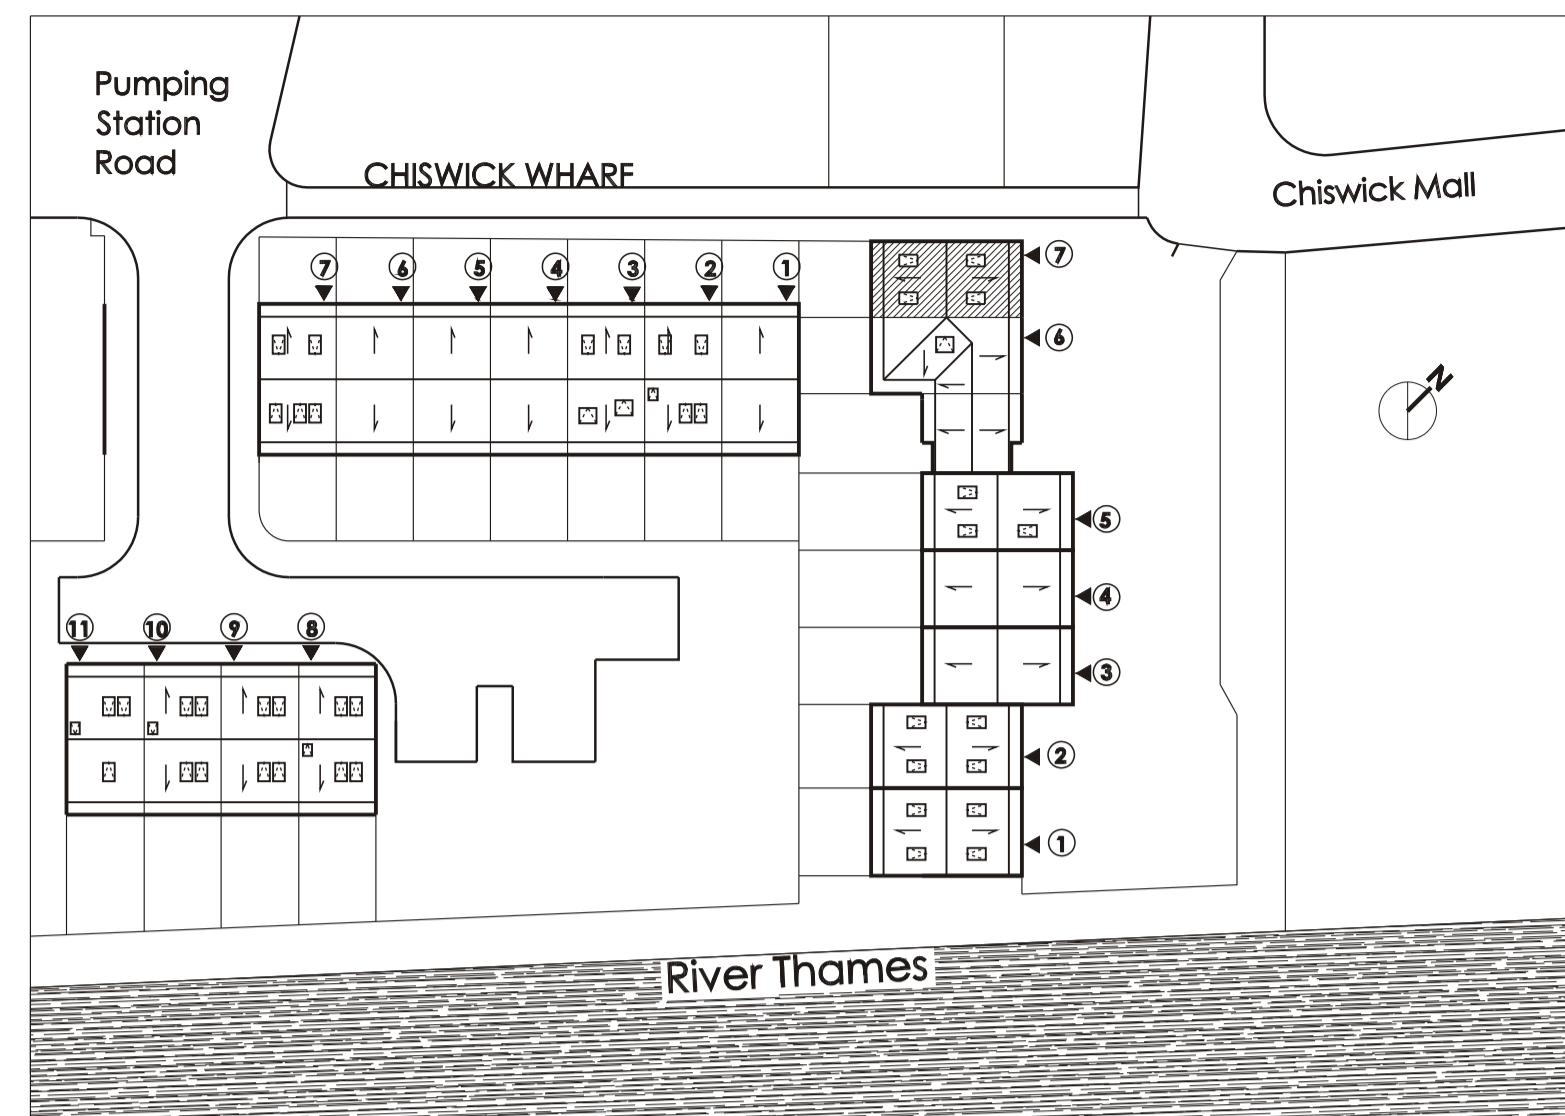 Pumping
Station
Road
CHISWICK WHARF
Chiswick Mall
7 6 5 4 3 2 1
7
6
N
5
4
3
11 10 9 8
2
1
River Thames